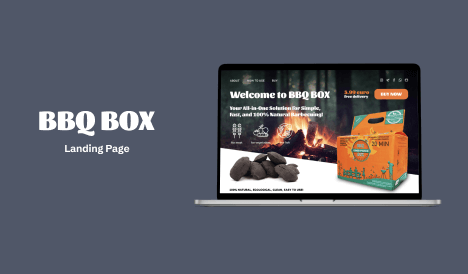 BBQ BOX
Landing Page
ABOUT HOW TO USE BUY
Welcome to BBQ BOX
3,99 euro
Free delivery
BUY NOW
Your All-in-One Solution for Simple,
Fast, and 100% Natural Barbecuing!
MIN
100% NATURAL, ECOLOGICAL, CLEAN, EASY TO USE!